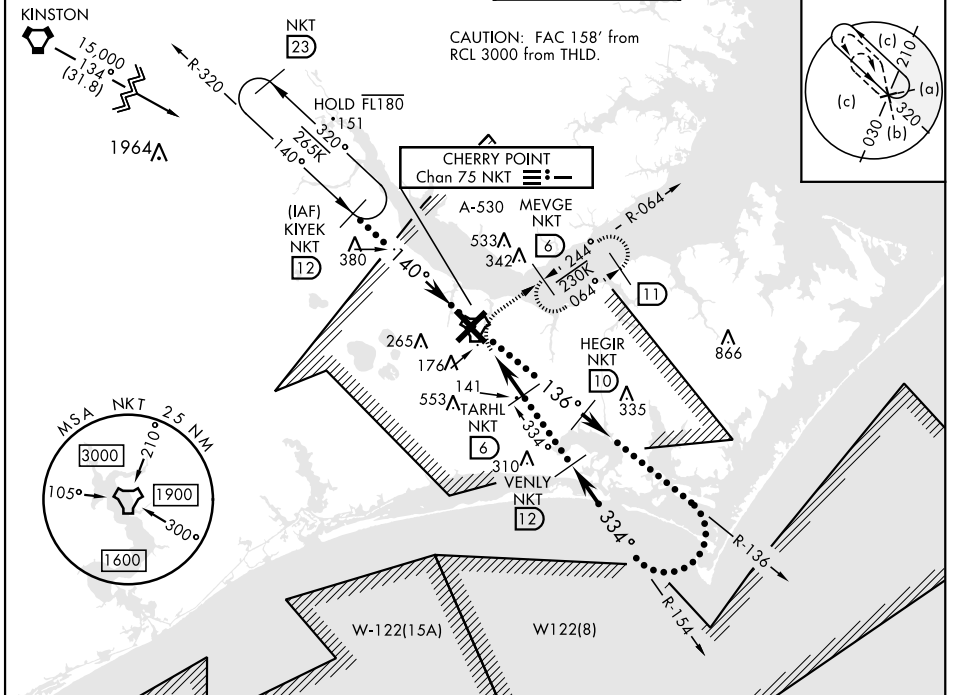 KINSTON
15,000
134°
(31.8)
R-320
NKT
23
CAUTION: FAC 158' from
RCL 3000 from THLD.
HOLD FL180
151
320°
265K
140°
1964
(c)
210
(a)
(c)
320
(b)
030
CHERRY POINT
Chan 75 NKT
A-530
MEVGE
NKT
6
R-064
533
342
244°
230K
064°
11
(IAF)
KIYEK
NKT
12
380
140°
265
176
866
HEGIR
NKT
10
136°
335
141
553
TARHL
NKT
6
334°
310
VENLY
NKT
12
334°
R-136
R-154
MSA NKT 25 NM
3000
210°
105°
1900
300°
1600
W-122(15A)
W122(8)